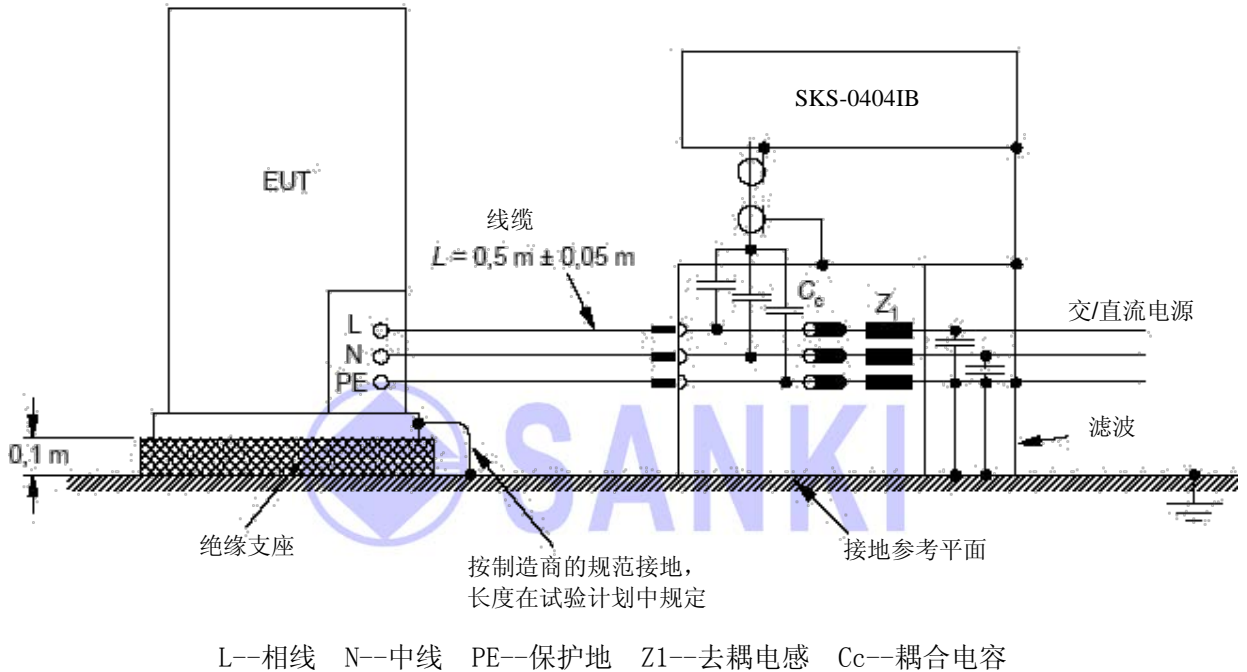 SKS-0404IB
EUT
线缆
L = 0,5 m ± 0,05 m
Cc
Z1
L
N
PE
交/直流电源
滤波
0,1 m
SANKI
绝缘支座
接地参考平面
按制造商的规范接地，
长度在试验计划中规定
L--相线 N--中线 PE--保护地 Z1--去耦电感 Cc--耦合电容